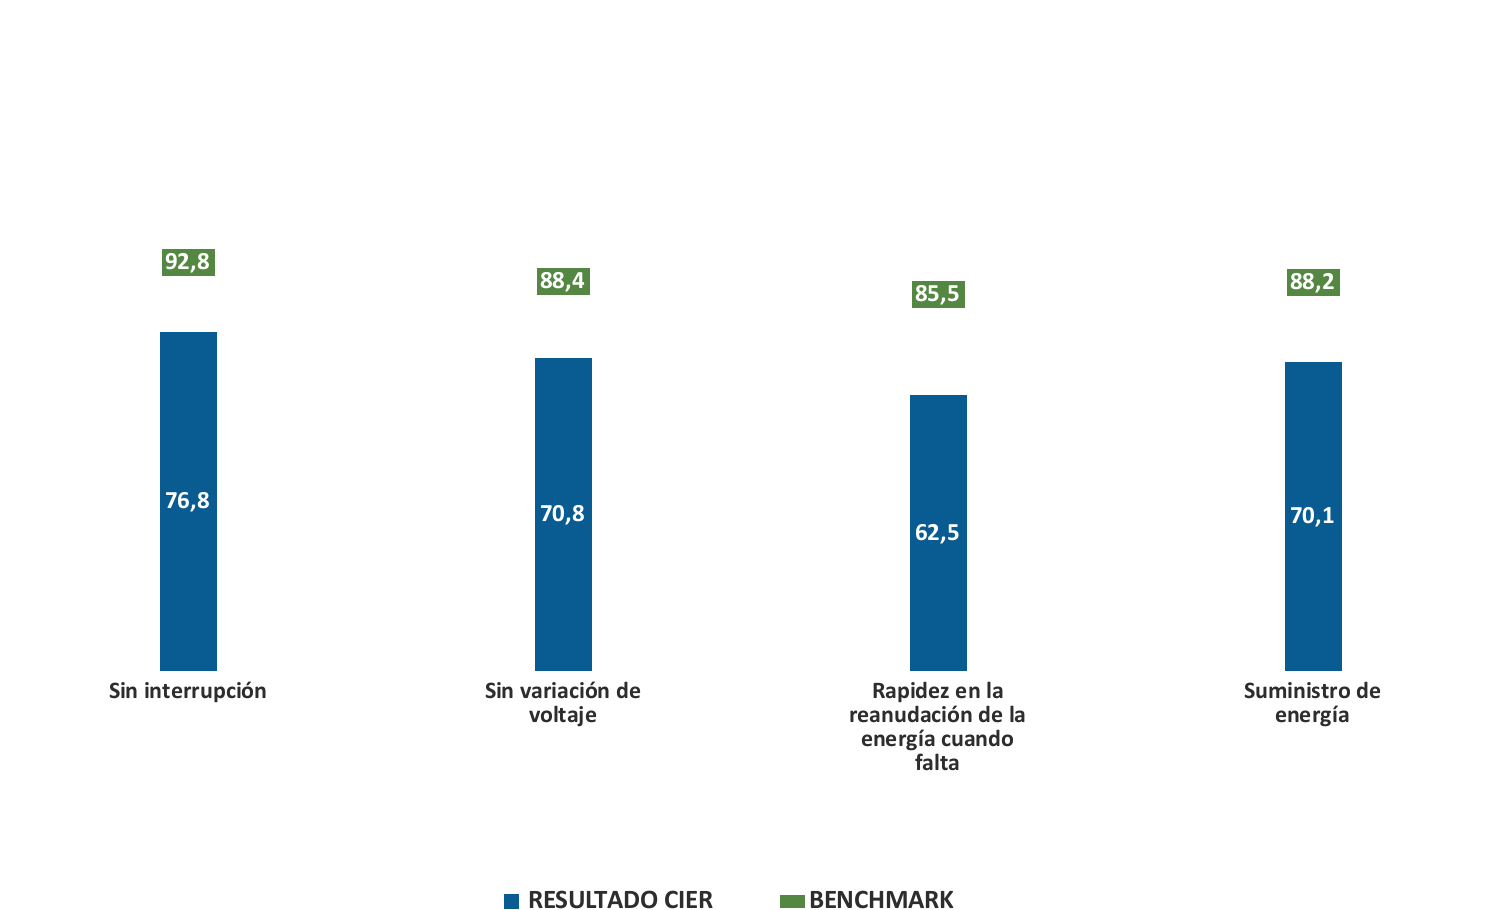 92,8
88,4
85,5
88,2
76,8
70,8
62,5
70,1
Sin interrupción
Sin variación de
voltaje
Rapidez en la
reanudación de la
energía cuando
falta
Suministro de
energía
RESULTADO CIER
BENCHMARK